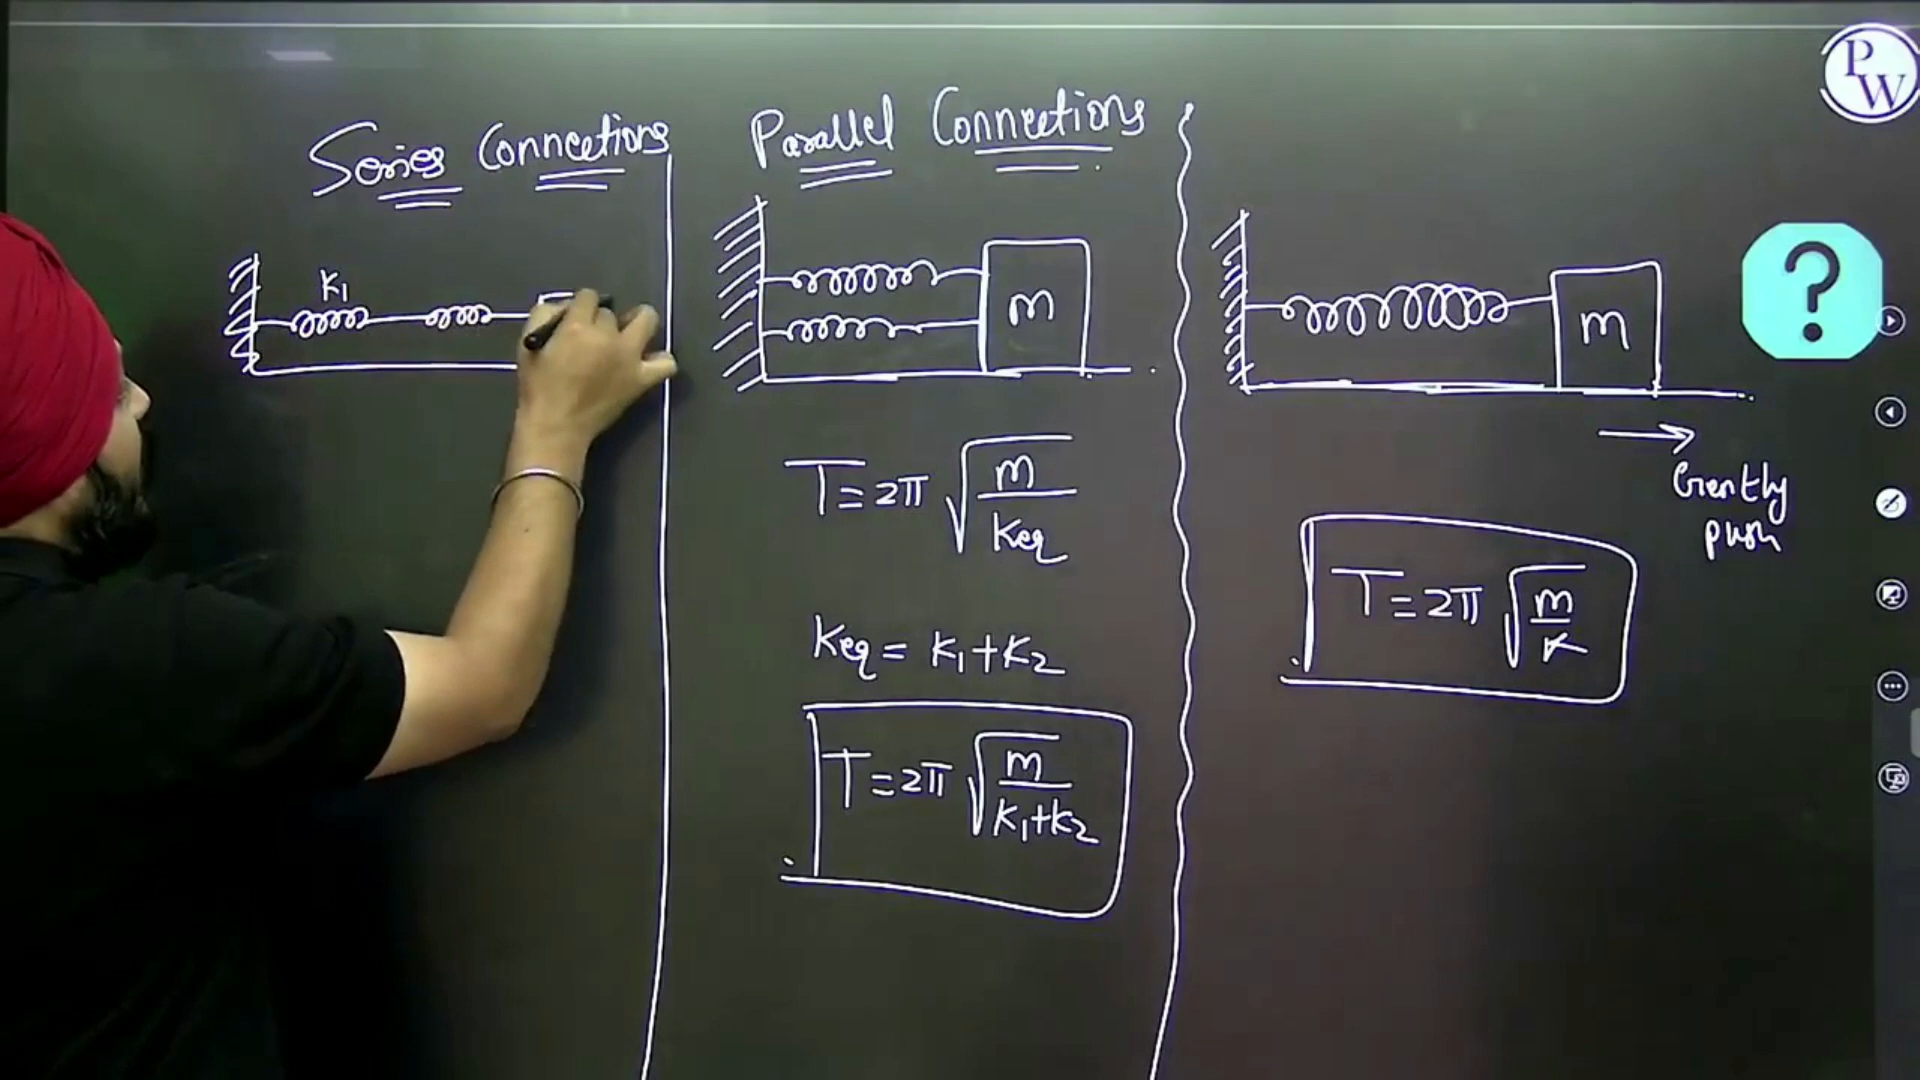 PW
Series Connections
K₁
Parallel Connections
m
T = 2π √(m/Keq)
Keq = K₁+K₂
T = 2π √(m/(K₁+K₂))
m
Gently
push
T = 2π √(m/K)
?